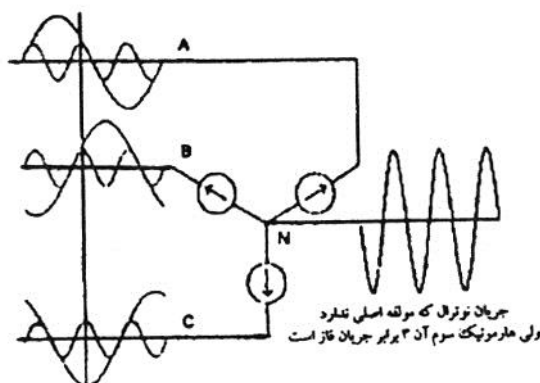 A
B
N
C
جریان نوترال که مولفه اصلی ندارد
ولی هارمونیک سوم آن ۳ برابر جریان فاز است